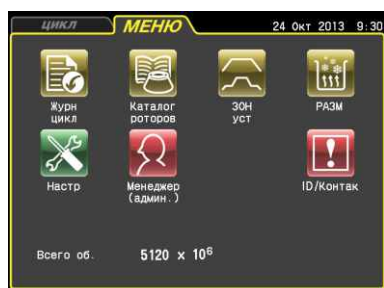 цикл МЕНЮ 24 Окт 2013 9:30
Журн Каталог ЗОН РАЗМ
цикл роторов уст
Настр Менеджер ID/Контак
(админ.)
Всего об. 5120 × 10⁶